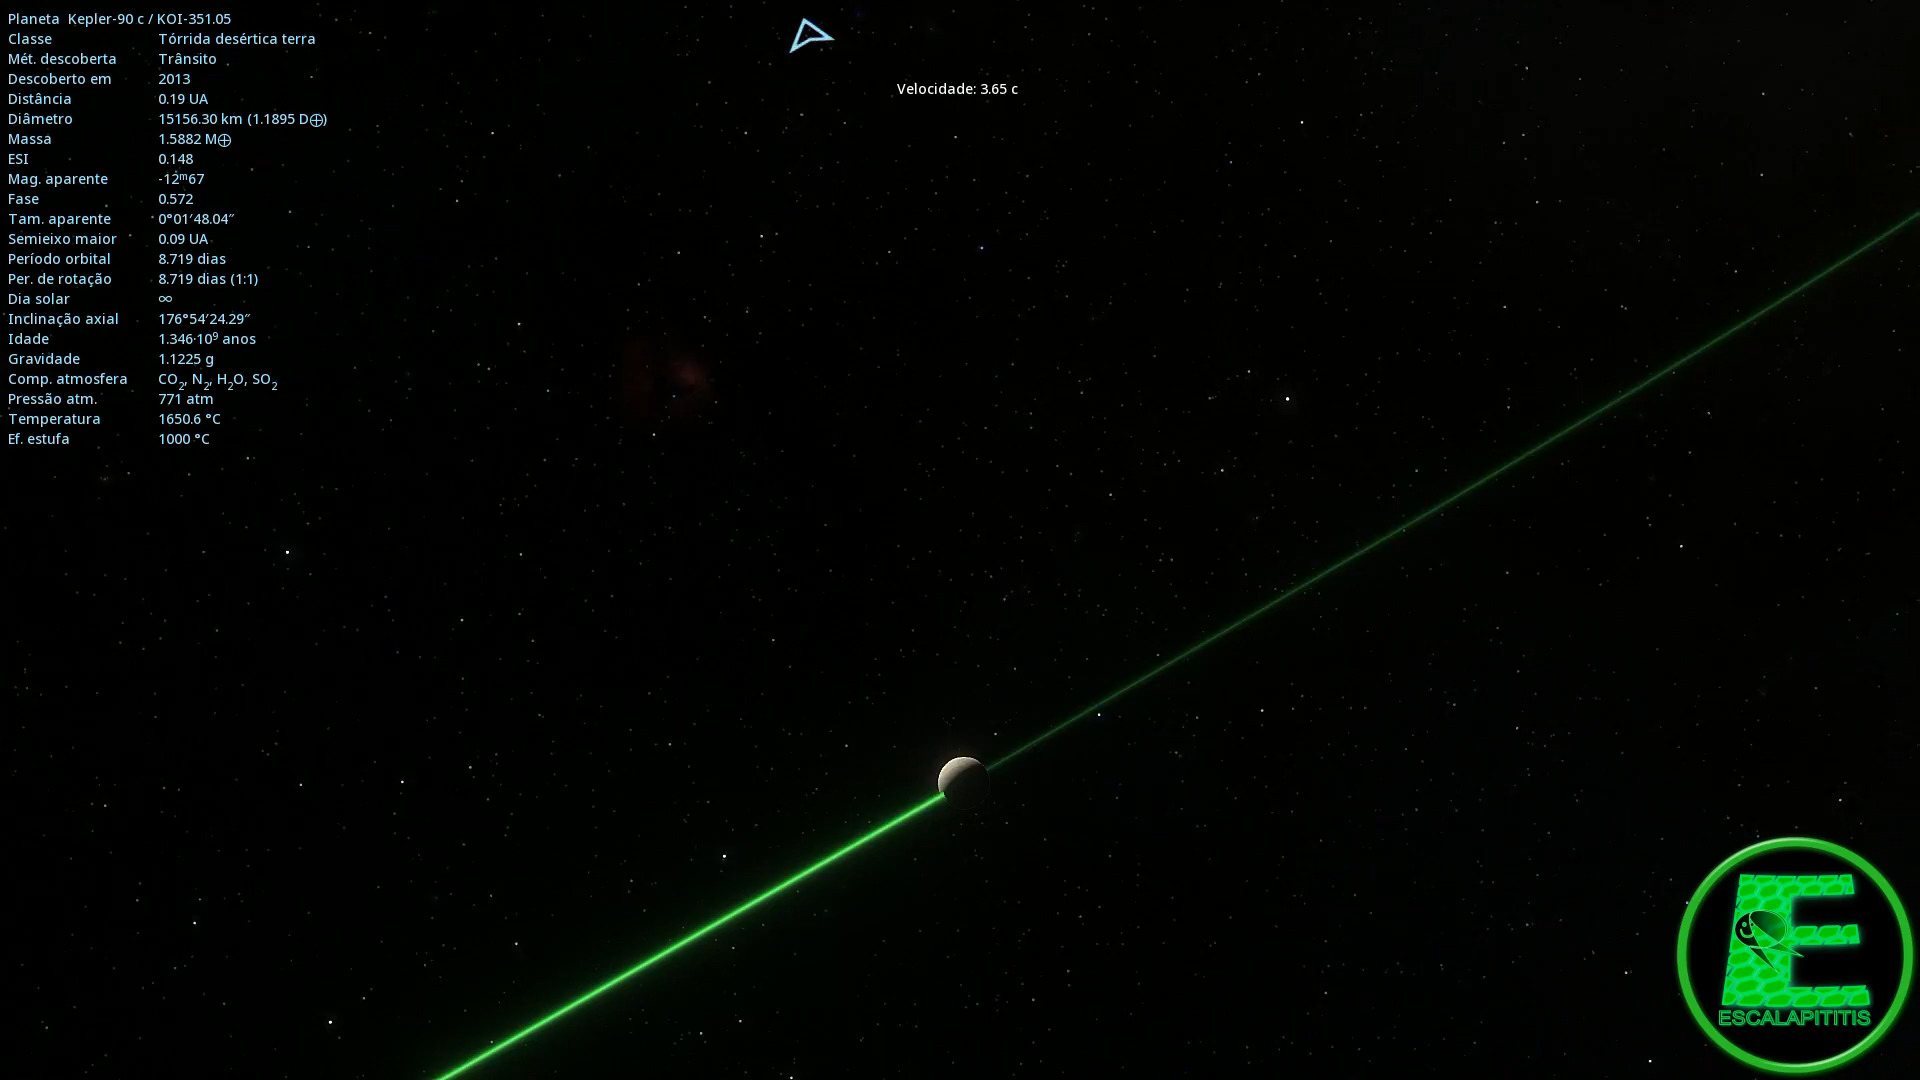 Planeta Kepler-90 c / KOI-351.05
Classe Tórrida desértica terra
Mét. descoberta Trânsito
Descoberto em 2013
Distância 0.19 UA
Diâmetro 15156.30 km (1.1895 D⊕)
Massa 1.5882 M⊕
ESI 0.148
Mag. aparente -12ᵐ67
Fase 0.572
Tam. aparente 0°01′48.04″
Semieixo maior 0.09 UA
Período orbital 8.719 dias
Per. de rotação 8.719 dias (1:1)
Dia solar ∞
Inclinação axial 176°54′24.29″
Idade 1.346·10⁹ anos
Gravidade 1.1225 g
Comp. atmosfera CO₂, N₂, H₂O, SO₂
Pressão atm. 771 atm
Temperatura 1650.6 °C
Ef. estufa 1000 °C
Velocidade: 3.65 c
E
ESCALAPITITIS